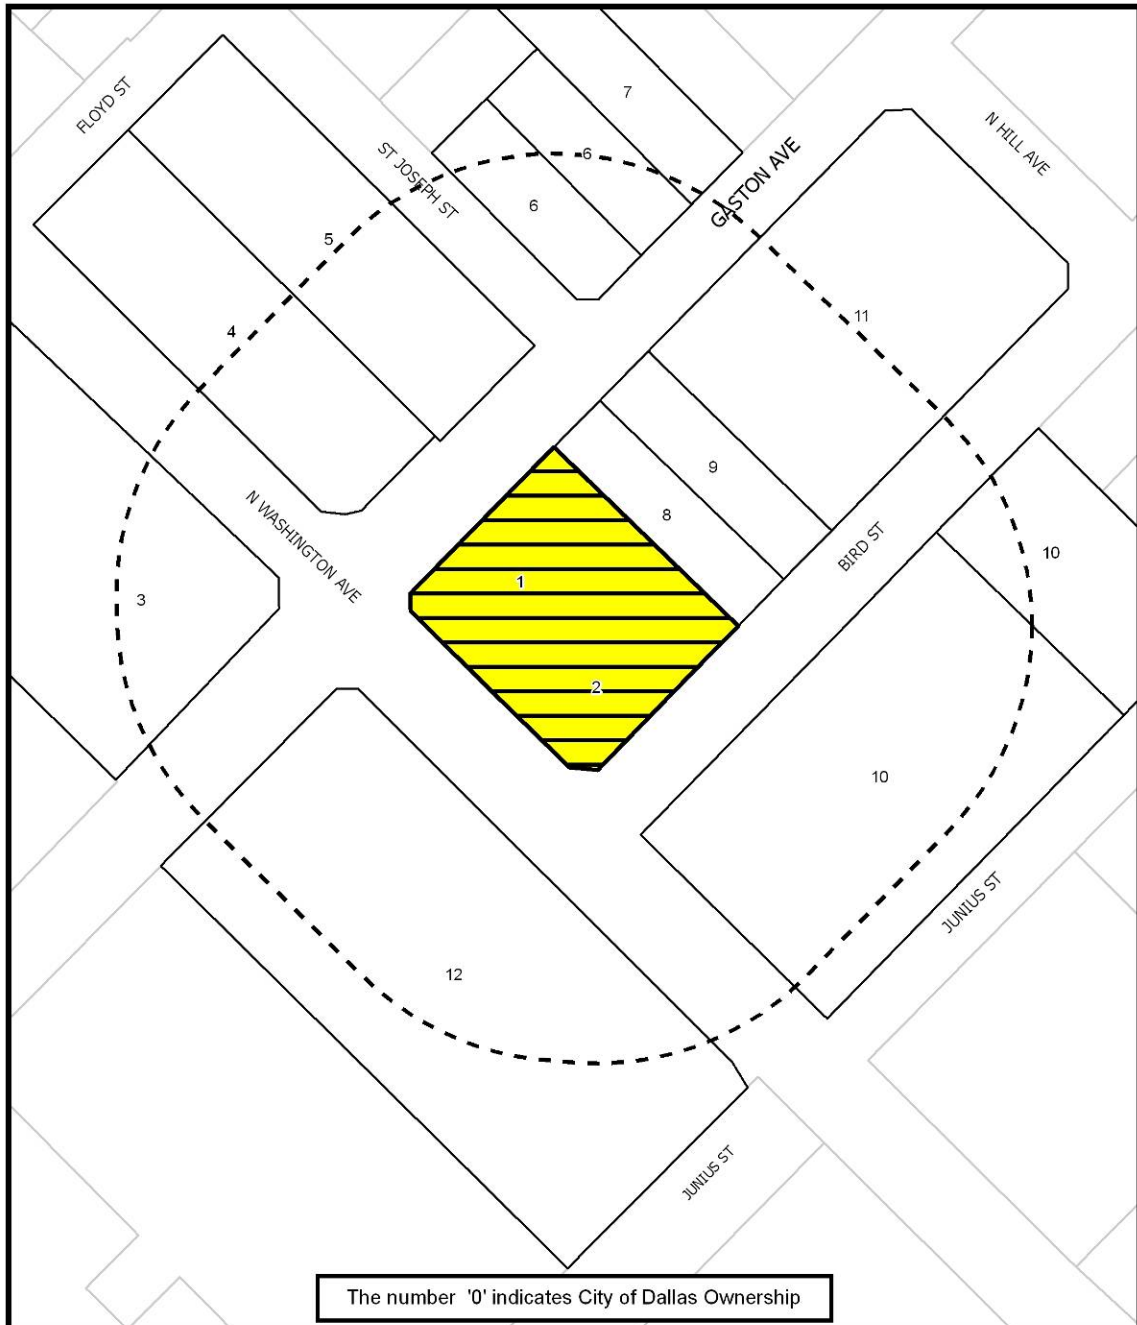 7
FLOYD ST
N HILL AVE
6
ST JOSEPH ST
GASTON AVE
6
5
11
4
9
8
N WASHINGTON AVE
BIRD ST
10
1
3
2
10
JUNIUS ST
12
JUNIUS ST
The number '0' indicates City of Dallas Ownership